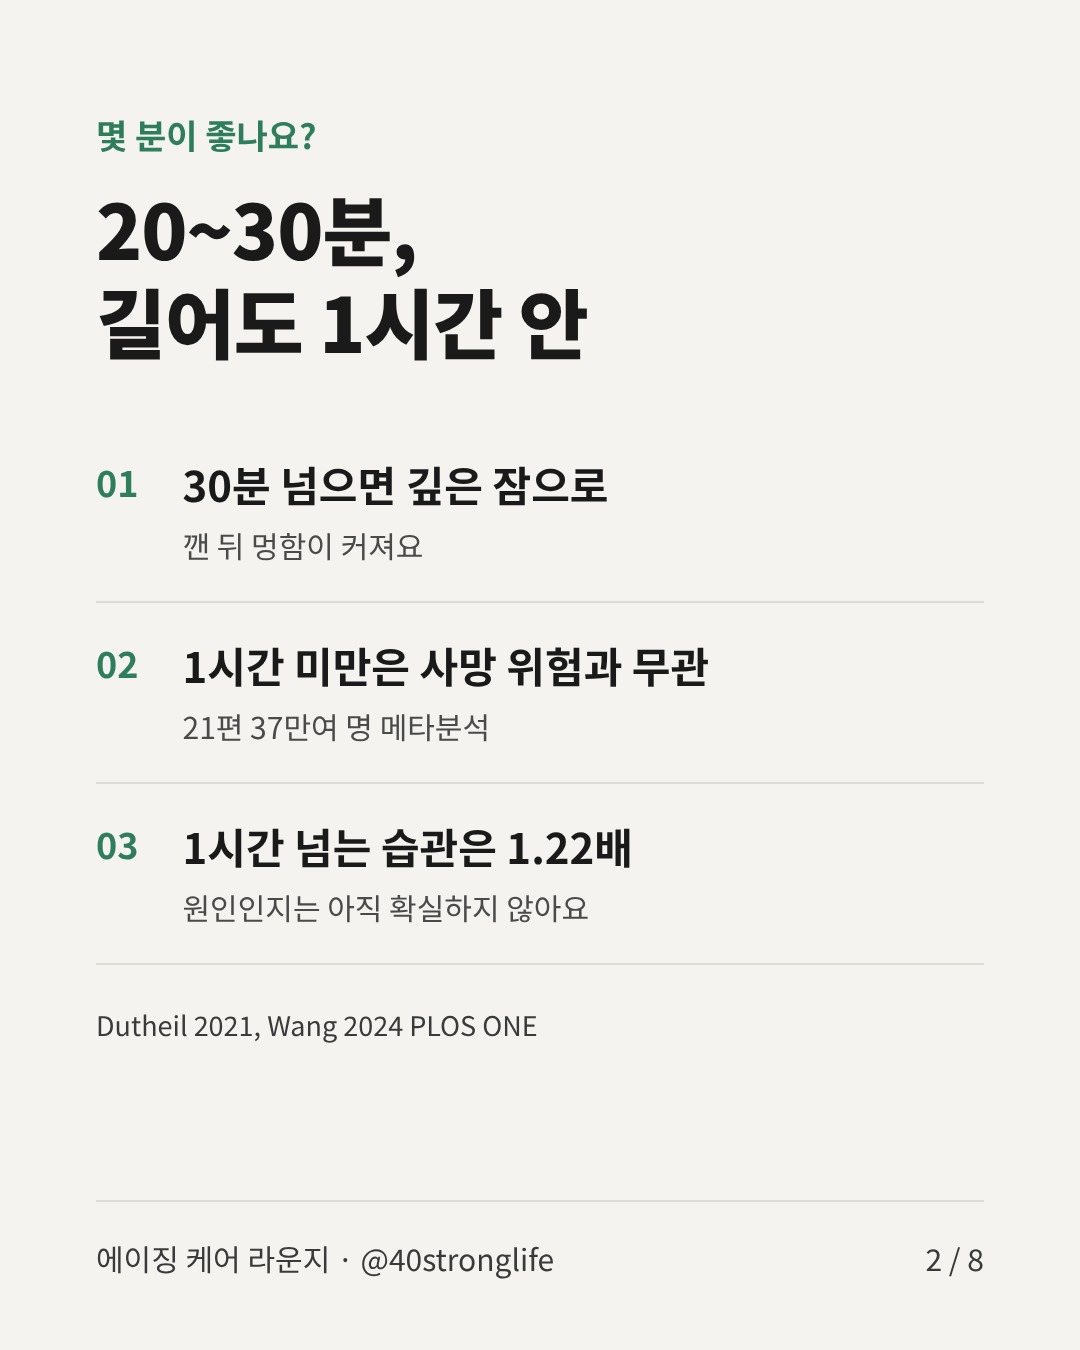 몇 분이 좋나요?
20~30분,
길어도 1시간 안
01 30분 넘으면 깊은 잠으로
깬 뒤 멍함이 커져요
02 1시간 미만은 사망 위험과 무관
21편 37만여 명 메타분석
03 1시간 넘는 습관은 1.22배
원인인지는 아직 확실하지 않아요
Dutheil 2021, Wang 2024 PLOS ONE
에이징 케어 라운지 · @40stronglife 2 / 8